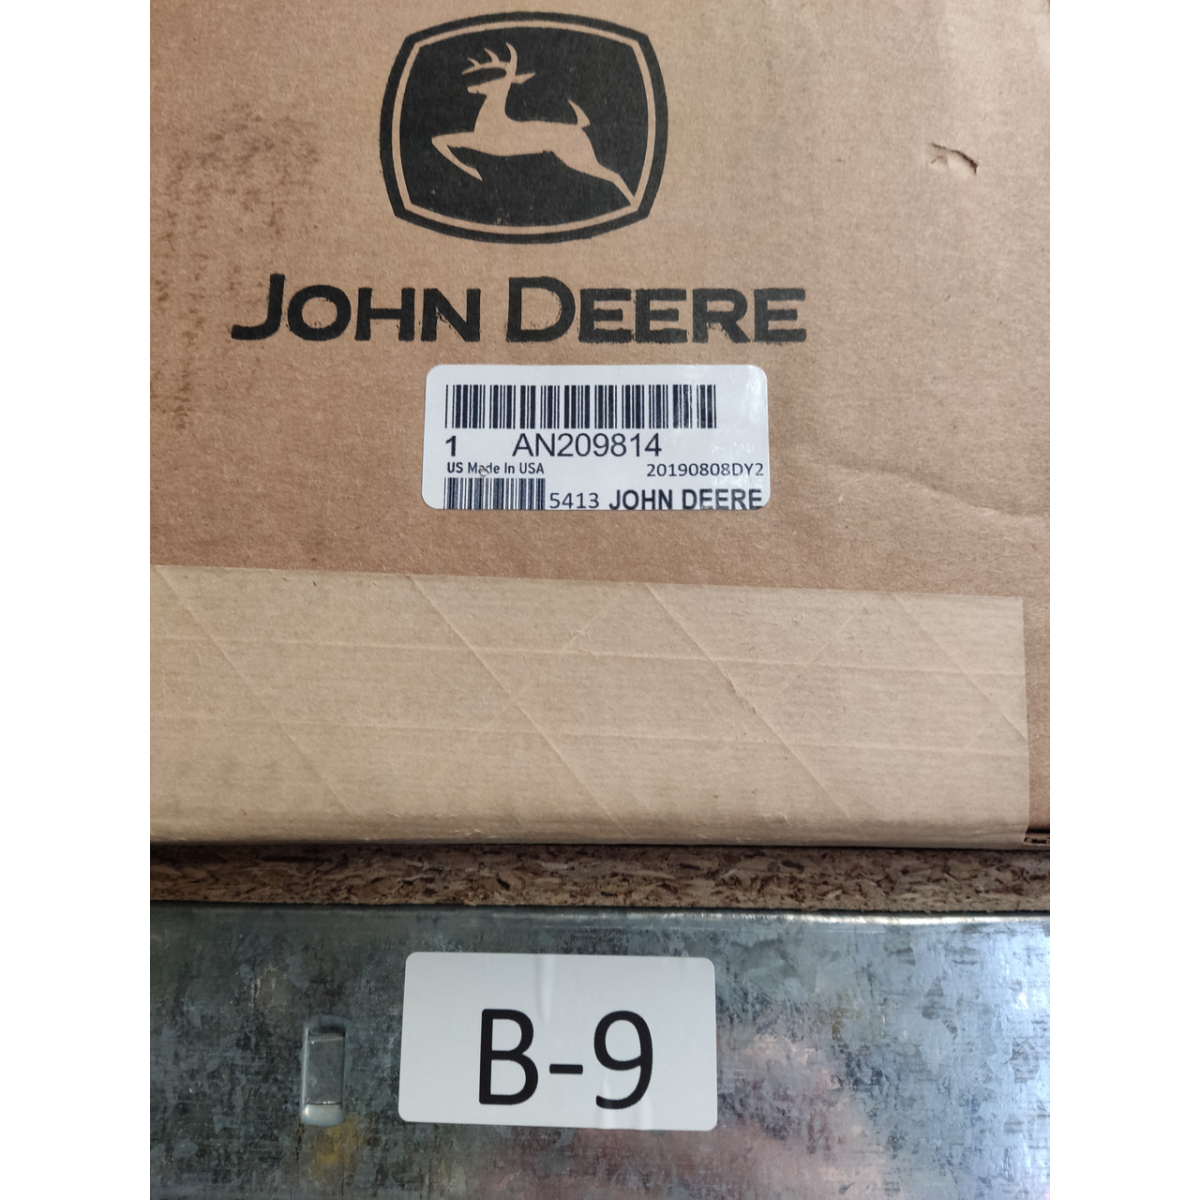 JOHN DEERE
1 AN209814
US Made In USA 20190808DY2
5413 JOHN DEERE
B-9